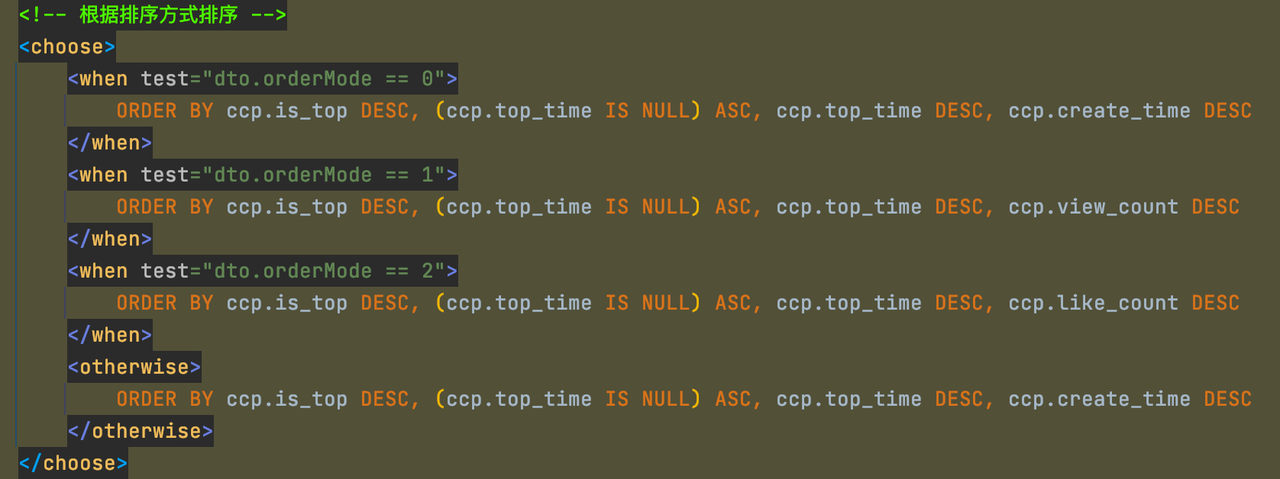 <!-- 根据排序方式排序 -->
<choose>
    <when test="dto.orderMode == 0">
        ORDER BY ccp.is_top DESC, (ccp.top_time IS NULL) ASC, ccp.top_time DESC, ccp.create_time DESC
    </when>
    <when test="dto.orderMode == 1">
        ORDER BY ccp.is_top DESC, (ccp.top_time IS NULL) ASC, ccp.top_time DESC, ccp.view_count DESC
    </when>
    <when test="dto.orderMode == 2">
        ORDER BY ccp.is_top DESC, (ccp.top_time IS NULL) ASC, ccp.top_time DESC, ccp.like_count DESC
    </when>
    <otherwise>
        ORDER BY ccp.is_top DESC, (ccp.top_time IS NULL) ASC, ccp.top_time DESC, ccp.create_time DESC
    </otherwise>
</choose>